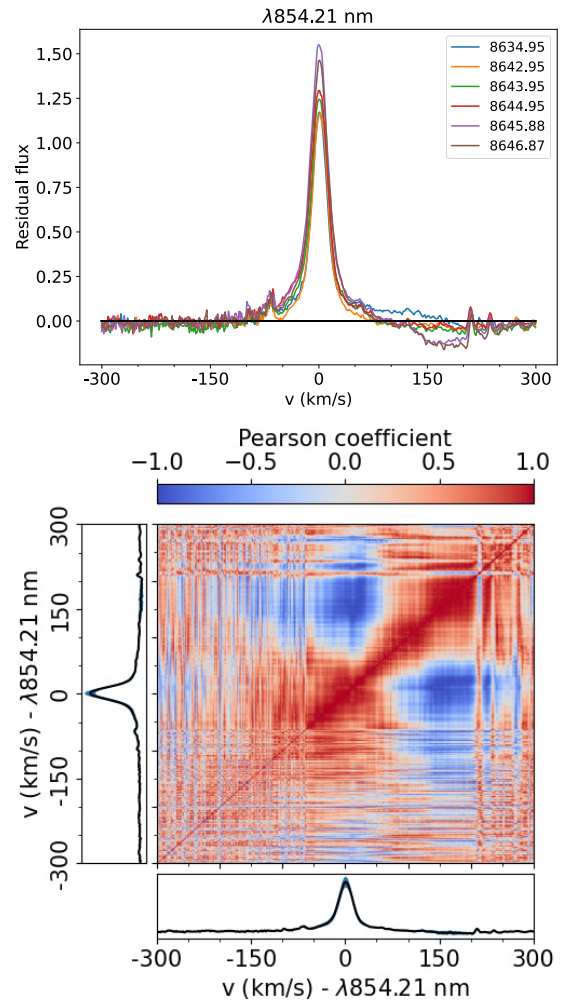 λ854.21 nm
Residual flux
1.50
1.25
1.00
0.75
0.50
0.25
0.00
8634.95
8642.95
8643.95
8644.95
8645.88
8646.87
-300 -150 0 150 300
v (km/s)
Pearson coefficient
−1.0 −0.5 0.0 0.5 1.0
v (km/s) - λ854.21 nm
300
150
0
-150
-300
-300 -150 0 150 300
v (km/s) - λ854.21 nm